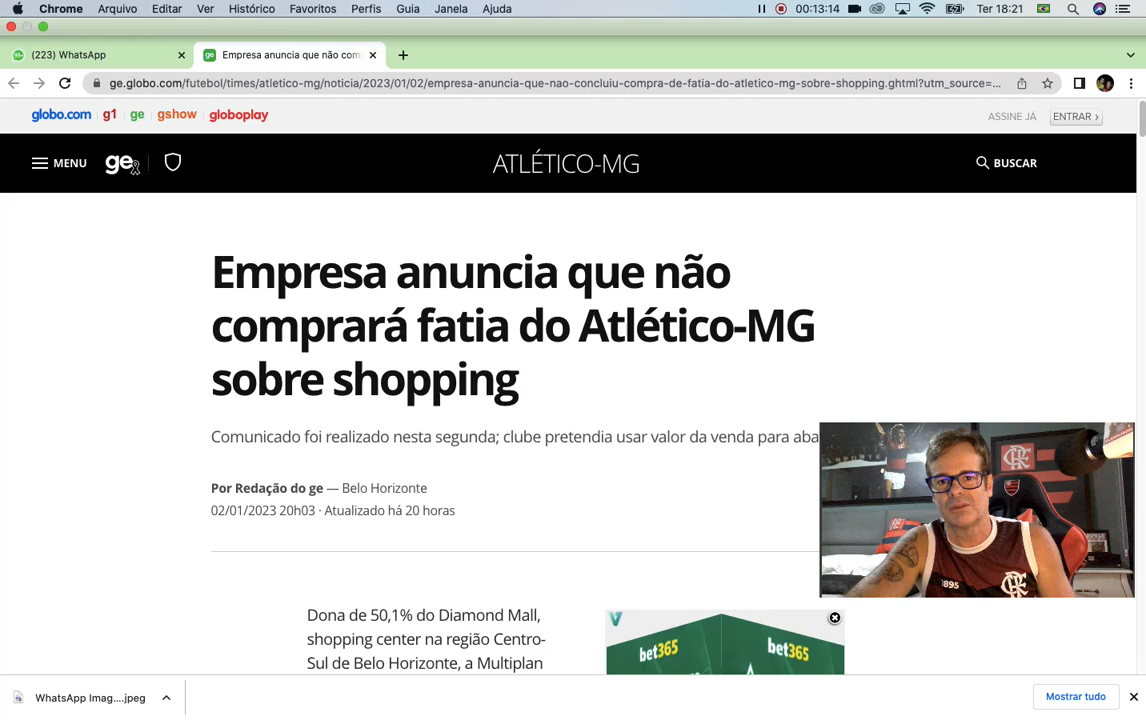 Chrome Arquivo Editar Ver Histórico Favoritos Perfis Guia Janela Ajuda 00:13:14 Ter 18:21
99+ (223) WhatsApp ge Empresa anuncia que não com
ge.globo.com/futebol/times/atletico-mg/noticia/2023/01/02/empresa-anuncia-que-nao-concluiu-compra-de-fatia-do-atletico-mg-sobre-shopping.ghtml?utm_source=...
globo.com g1 ge gshow globoplay ASSINE JÁ ENTRAR ›
MENU ge ATLÉTICO-MG BUSCAR
Empresa anuncia que não
comprará fatia do Atlético-MG
sobre shopping
Comunicado foi realizado nesta segunda; clube pretendia usar valor da venda para aba
Por Redação do ge — Belo Horizonte
02/01/2023 20h03 · Atualizado há 20 horas
1895
Dona de 50,1% do Diamond Mall,
shopping center na região Centro-
Sul de Belo Horizonte, a Multiplan
bet365 bet365
WhatsApp Imag....jpeg Mostrar tudo